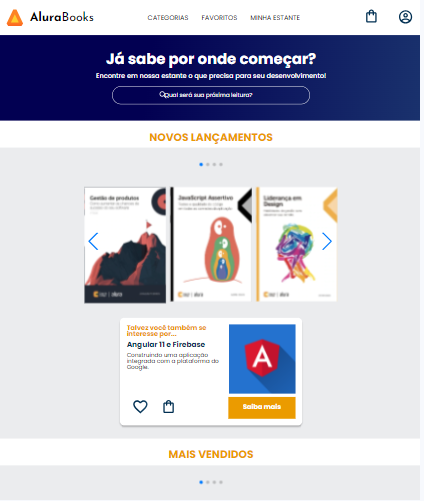 AluraBooks
CATEGORIAS
FAVORITOS
MINHA ESTANTE
Já sabe por onde começar?
Encontre em nossa estante o que precisa para seu desenvolvimento!
Qual será sua próxima leitura?
NOVOS LANÇAMENTOS
Gestão de produtos
JavaScript Assertivo
Liderança em
Design
Talvez você também se
interesse por...
Angular 11 e Firebase
Construindo uma aplicação
integrada com a plataforma do
Google.
Saiba mais
MAIS VENDIDOS